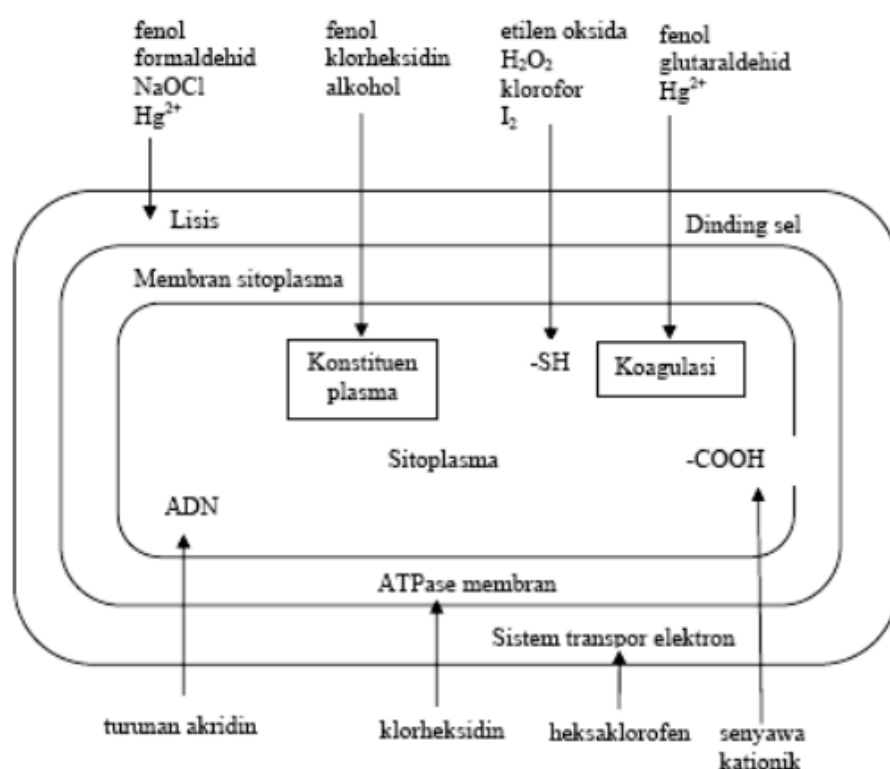 fenol
formaldehid
NaOCl
Hg²⁺
fenol
klorheksidin
alkohol
etilen oksida
H₂O₂
klorofor
I₂
fenol
glutaraldehid
Hg²⁺
Lisis
Dinding sel
Membran sitoplasma
Konstituen
plasma
-SH
Koagulasi
Sitoplasma
-COOH
ADN
ATPase membran
Sistem transpor elektron
turunan akridin
klorheksidin
heksaklorofen
senyawa
kationik